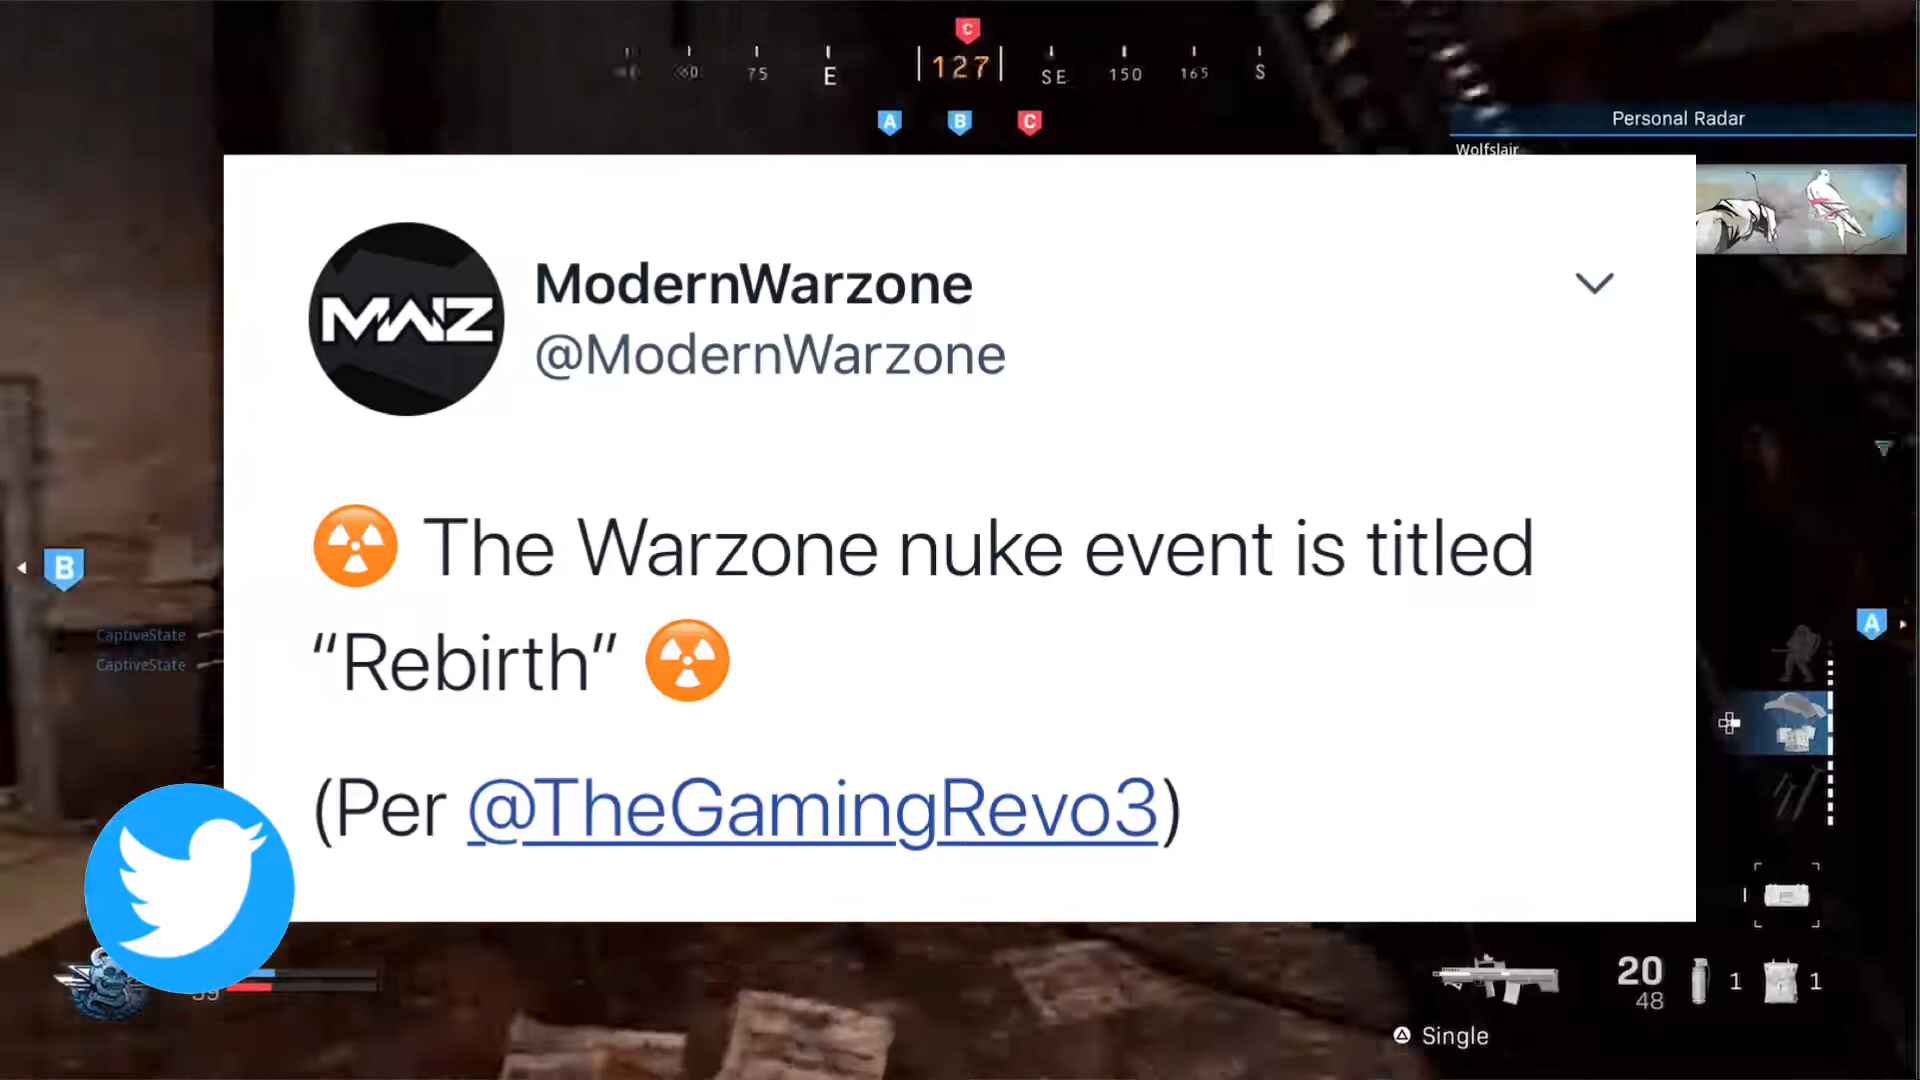 C
75
E
127
SE
150
165
S
A
B
C
Personal Radar
Wolfslair
MWZ
ModernWarzone
@ModernWarzone
☢ The Warzone nuke event is titled
“Rebirth” ☢
(Per @TheGamingRevo3)
B
A
CaptiveState
CaptiveState
20
48
1
1
Single